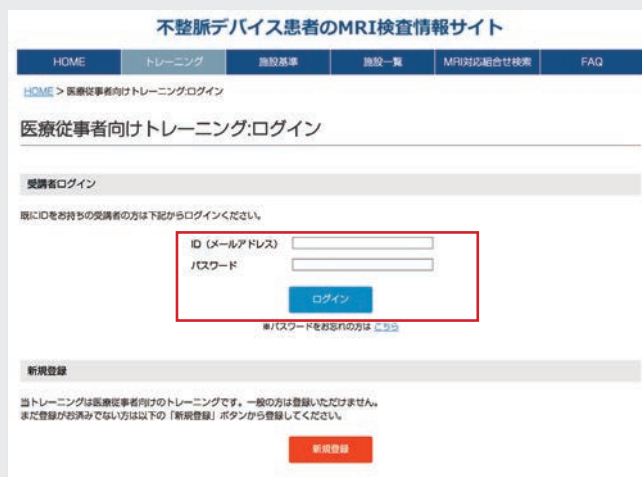 不整脈デバイス患者のMRI検査情報サイト
HOME トレーニング 施設基準 施設一覧 MRI対応組合せ検索 FAQ
HOME > 医療従事者向けトレーニング:ログイン
医療従事者向けトレーニング:ログイン
受講者ログイン
既にIDをお持ちの受講者の方は下記からログインください。
ID（メールアドレス）
パスワード
ログイン
※パスワードをお忘れの方は こちら
新規登録
当トレーニングは医療従事者向けのトレーニングです。一般の方は登録いただけません。
まだ登録がお済みでない方は以下の「新規登録」ボタンから登録してください。
新規登録